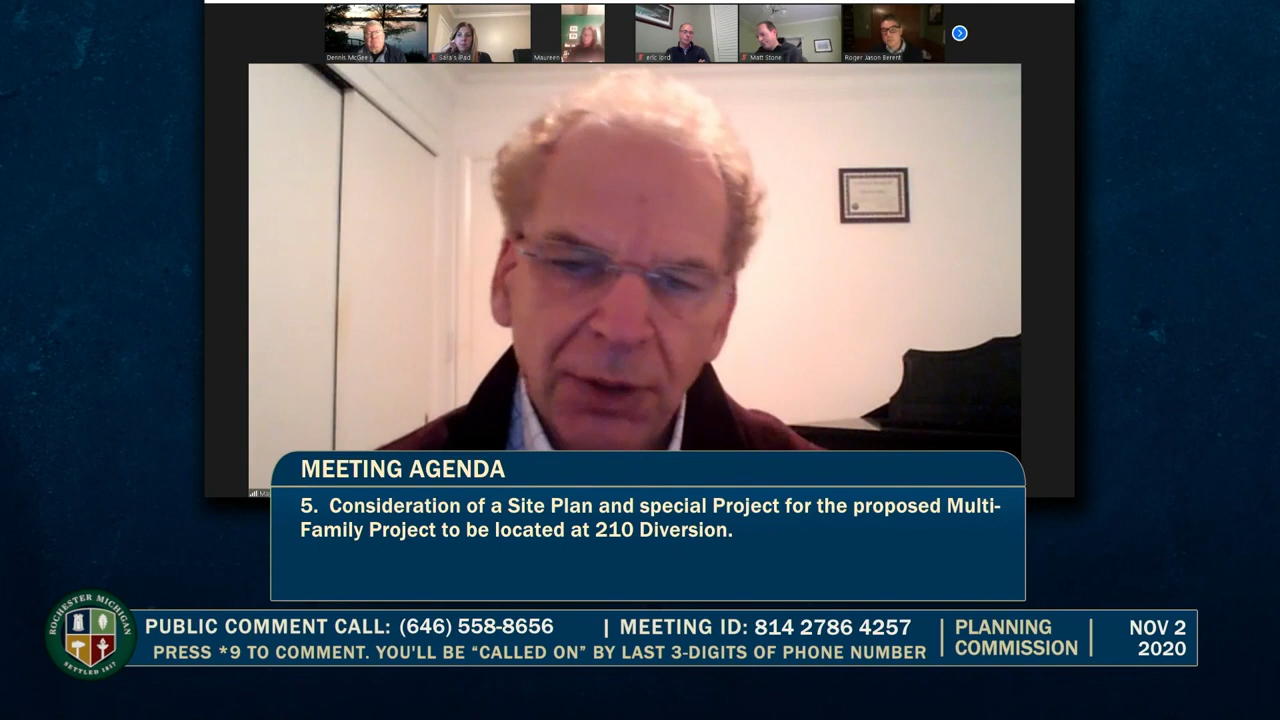 Dennis McGee
Sara's iPad
Maureen
eric lord
Matt Stone
Roger Jason Berent
MEETING AGENDA
5. Consideration of a Site Plan and special Project for the proposed Multi-
Family Project to be located at 210 Diversion.
ROCHESTER MICHIGAN
SETTLED 1817
PUBLIC COMMENT CALL: (646) 558-8656 | MEETING ID: 814 2786 4257
PRESS *9 TO COMMENT. YOU'LL BE “CALLED ON” BY LAST 3-DIGITS OF PHONE NUMBER
PLANNING
COMMISSION
NOV 2
2020